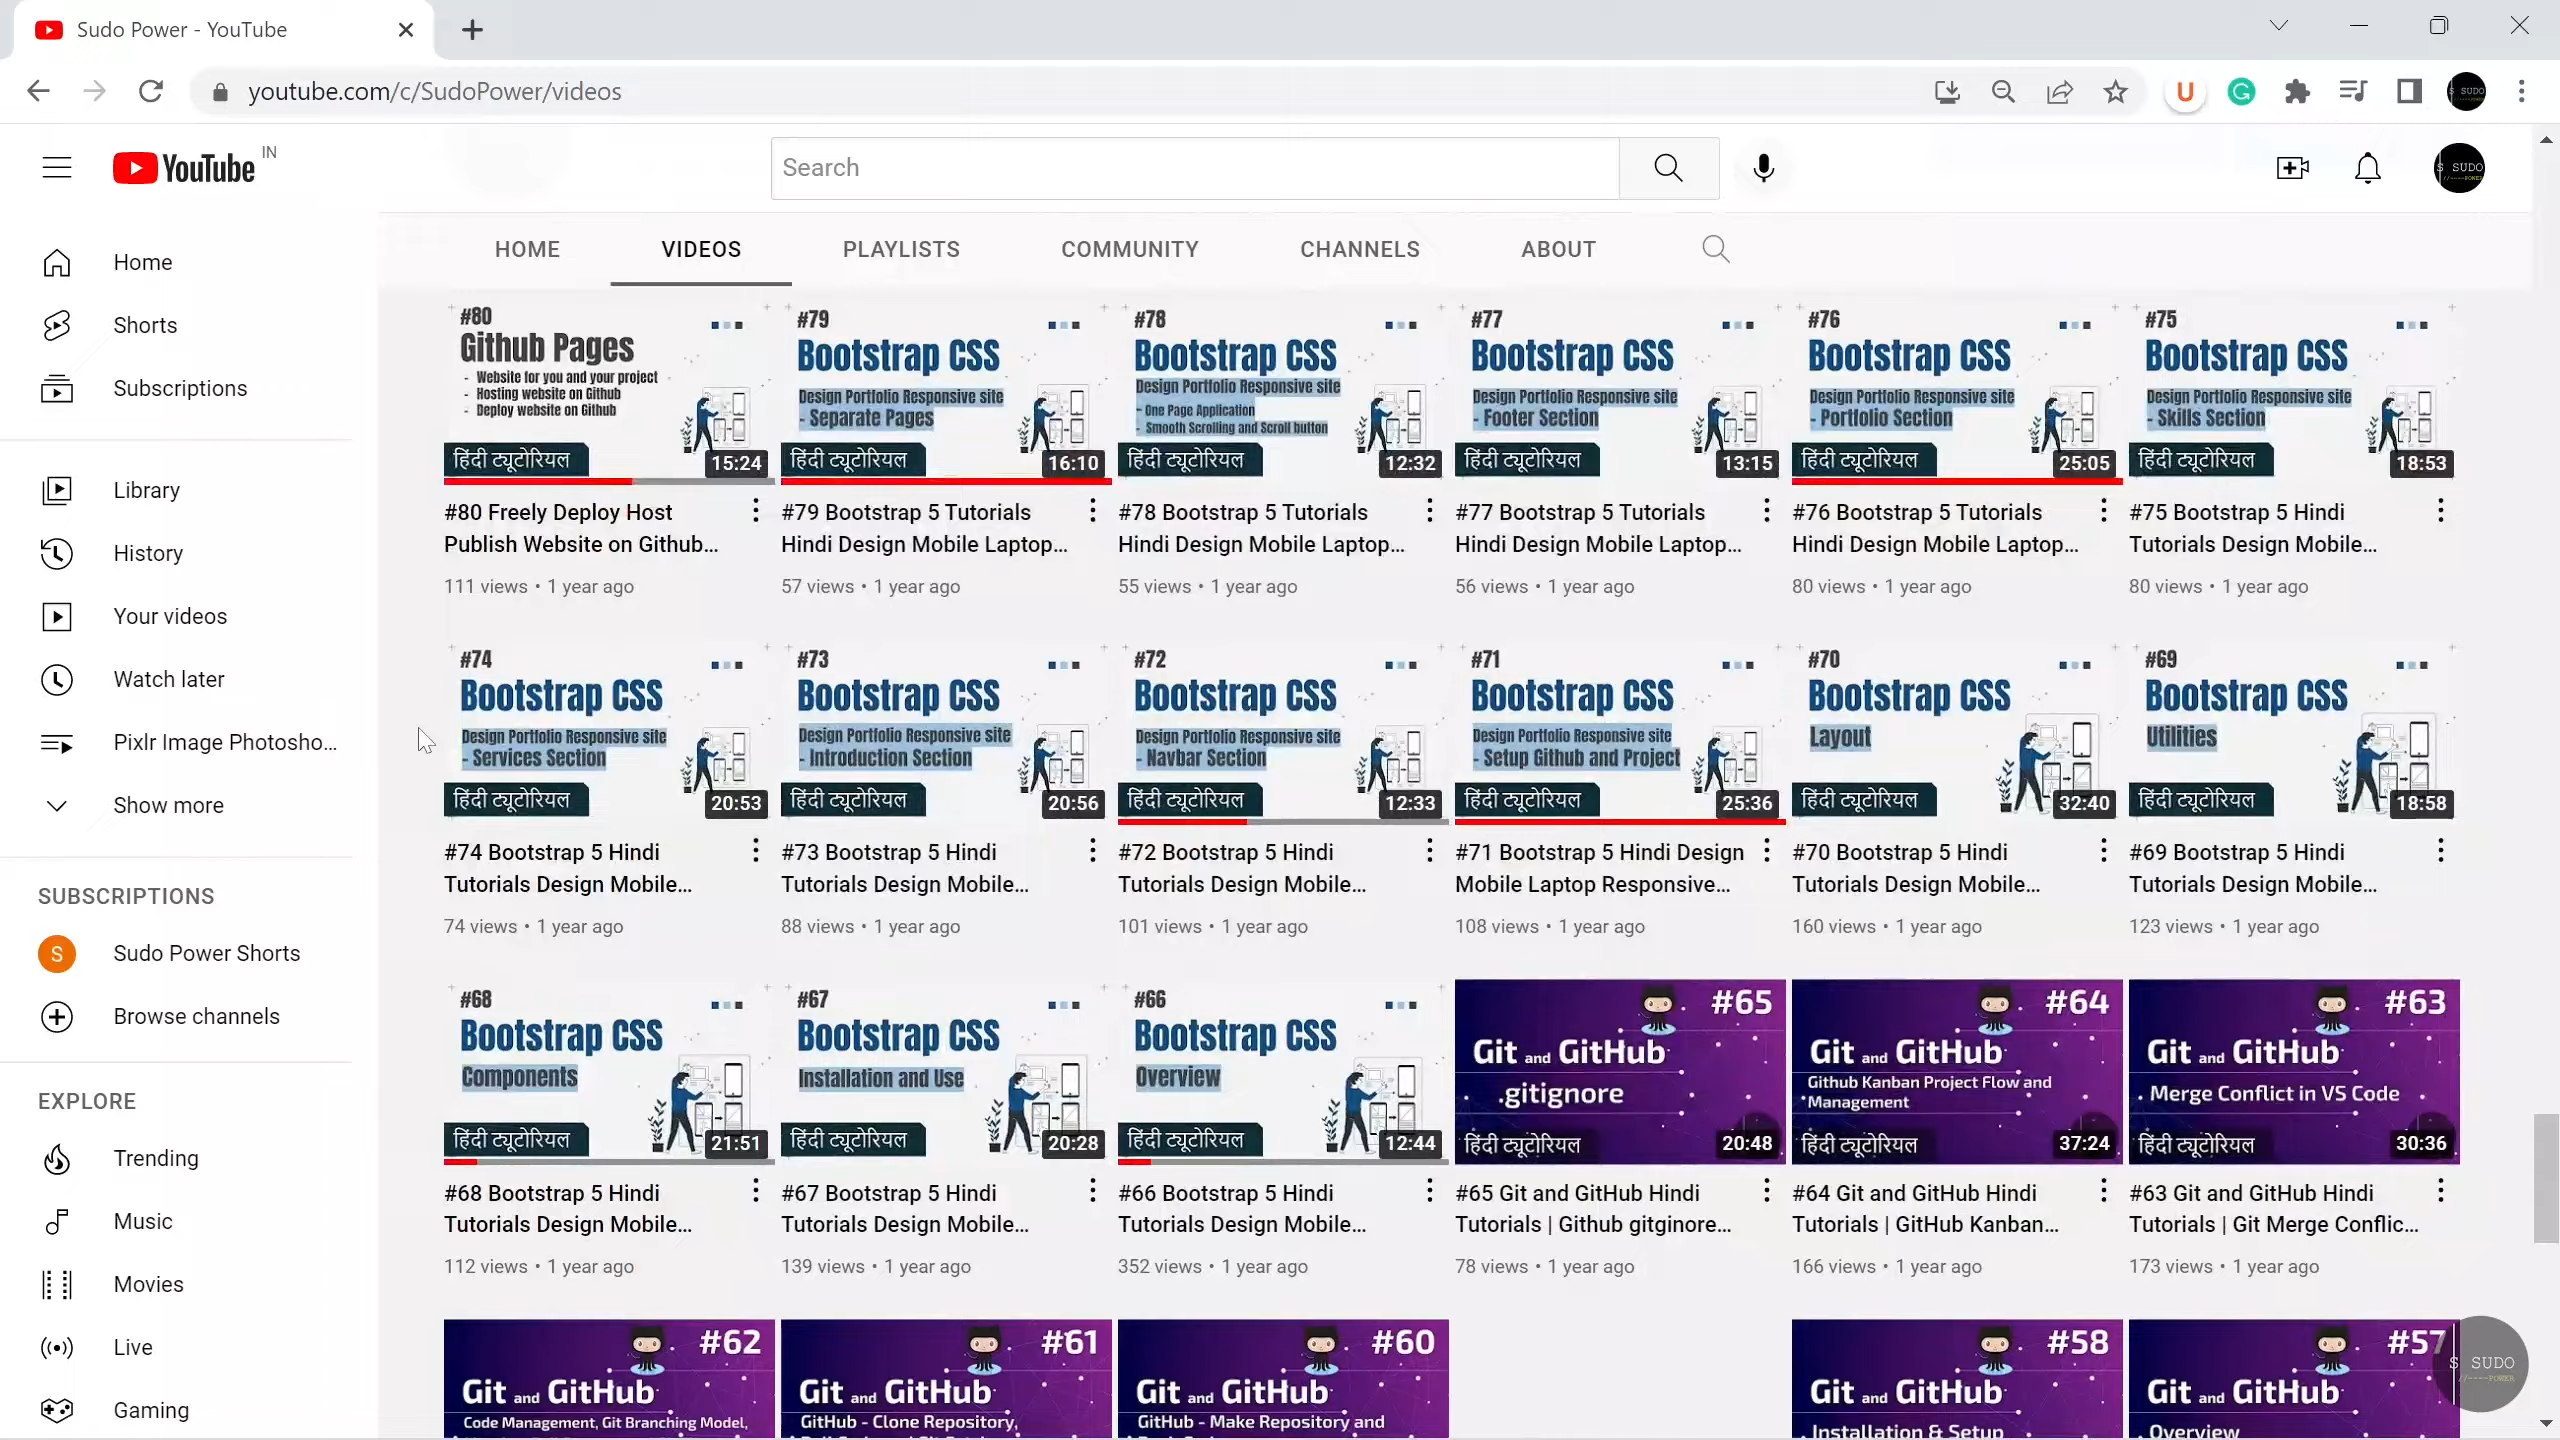 Sudo Power - YouTube
youtube.com/c/SudoPower/videos
YouTube IN
Search
HOME VIDEOS PLAYLISTS COMMUNITY CHANNELS ABOUT
Home
Shorts
Subscriptions
Library
History
Your videos
Watch later
Pixlr Image Photosho...
Show more
SUBSCRIPTIONS
S Sudo Power Shorts
Browse channels
EXPLORE
Trending
Music
Movies
Live
Gaming
#80
Github Pages
- Website for you and your project
- Hosting website on Github
- Deploy website on Github
हिंदी ट्यूटोरियल
15:24
#80 Freely Deploy Host
Publish Website on Github...
111 views • 1 year ago
#79
Bootstrap CSS
Design Portfolio Responsive site
- Separate Pages
हिंदी ट्यूटोरियल
16:10
#79 Bootstrap 5 Tutorials
Hindi Design Mobile Laptop...
57 views • 1 year ago
#78
Bootstrap CSS
Design Portfolio Responsive site
- One Page Application
- Smooth Scrolling and Scroll button
हिंदी ट्यूटोरियल
12:32
#78 Bootstrap 5 Tutorials
Hindi Design Mobile Laptop...
55 views • 1 year ago
#77
Bootstrap CSS
Design Portfolio Responsive site
- Footer Section
हिंदी ट्यूटोरियल
13:15
#77 Bootstrap 5 Tutorials
Hindi Design Mobile Laptop...
56 views • 1 year ago
#76
Bootstrap CSS
Design Portfolio Responsive site
- Portfolio Section
हिंदी ट्यूटोरियल
25:05
#76 Bootstrap 5 Tutorials
Hindi Design Mobile Laptop...
80 views • 1 year ago
#75
Bootstrap CSS
Design Portfolio Responsive site
- Skills Section
हिंदी ट्यूटोरियल
18:53
#75 Bootstrap 5 Hindi
Tutorials Design Mobile...
80 views • 1 year ago
#74
Bootstrap CSS
Design Portfolio Responsive site
- Services Section
हिंदी ट्यूटोरियल
20:53
#74 Bootstrap 5 Hindi
Tutorials Design Mobile...
74 views • 1 year ago
#73
Bootstrap CSS
Design Portfolio Responsive site
- Introduction Section
हिंदी ट्यूटोरियल
20:56
#73 Bootstrap 5 Hindi
Tutorials Design Mobile...
88 views • 1 year ago
#72
Bootstrap CSS
Design Portfolio Responsive site
- Navbar Section
हिंदी ट्यूटोरियल
12:33
#72 Bootstrap 5 Hindi
Tutorials Design Mobile...
101 views • 1 year ago
#71
Bootstrap CSS
Design Portfolio Responsive site
- Setup Github and Project
हिंदी ट्यूटोरियल
25:36
#71 Bootstrap 5 Hindi Design
Mobile Laptop Responsive...
108 views • 1 year ago
#70
Bootstrap CSS
Layout
हिंदी ट्यूटोरियल
32:40
#70 Bootstrap 5 Hindi
Tutorials Design Mobile...
160 views • 1 year ago
#69
Bootstrap CSS
Utilities
हिंदी ट्यूटोरियल
18:58
#69 Bootstrap 5 Hindi
Tutorials Design Mobile...
123 views • 1 year ago
#68
Bootstrap CSS
Components
हिंदी ट्यूटोरियल
21:51
#68 Bootstrap 5 Hindi
Tutorials Design Mobile...
112 views • 1 year ago
#67
Bootstrap CSS
Installation and Use
हिंदी ट्यूटोरियल
20:28
#67 Bootstrap 5 Hindi
Tutorials Design Mobile...
139 views • 1 year ago
#66
Bootstrap CSS
Overview
हिंदी ट्यूटोरियल
12:44
#66 Bootstrap 5 Hindi
Tutorials Design Mobile...
352 views • 1 year ago
#65
Git and GitHub
.gitignore
हिंदी ट्यूटोरियल
20:48
#65 Git and GitHub Hindi
Tutorials | Github gitginore...
78 views • 1 year ago
#64
Git and GitHub
Github Kanban Project Flow and
Management
हिंदी ट्यूटोरियल
37:24
#64 Git and GitHub Hindi
Tutorials | GitHub Kanban...
166 views • 1 year ago
#63
Git and GitHub
Merge Conflict in VS Code
हिंदी ट्यूटोरियल
30:36
#63 Git and GitHub Hindi
Tutorials | Git Merge Conflic...
173 views • 1 year ago
#62
Git and GitHub
Code Management, Git Branching Model,
#61
Git and GitHub
GitHub - Clone Repository,
#60
Git and GitHub
GitHub - Make Repository and
#58
Git and GitHub
Installation & Setup
#57
Git and GitHub
Overview
S SUDO
//----POWER